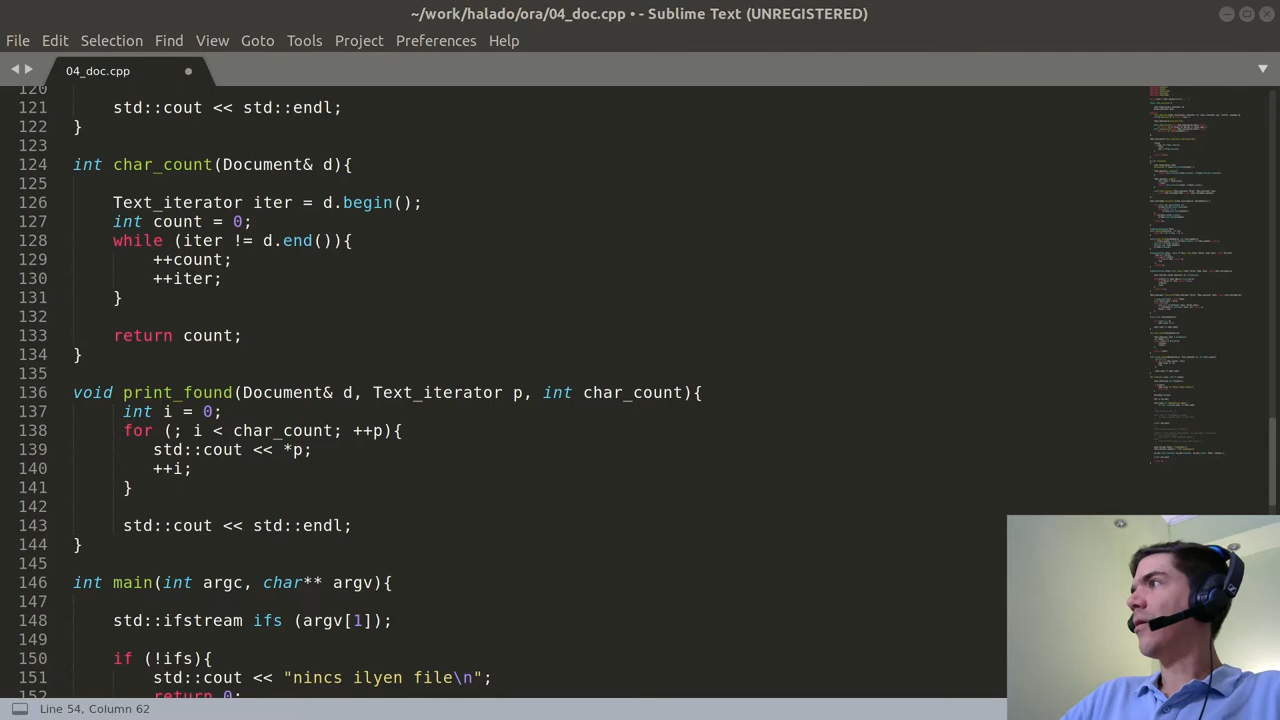 ~/work/halado/ora/04_doc.cpp • - Sublime Text (UNREGISTERED)
File Edit Selection Find View Goto Tools Project Preferences Help
04_doc.cpp
120
121 std::cout << std::endl;
122 }
123
124 int char_count(Document& d){
125
126 Text_iterator iter = d.begin();
127 int count = 0;
128 while (iter != d.end()){
129 ++count;
130 ++iter;
131 }
132
133 return count;
134 }
135
136 void print_found(Document& d, Text_iterator p, int char_count){
137 int i = 0;
138 for (; i < char_count; ++p){
139 std::cout << *p;
140 ++i;
141 }
142
143 std::cout << std::endl;
144 }
145
146 int main(int argc, char** argv){
147
148 std::ifstream ifs (argv[1]);
149
150 if (!ifs){
151 std::cout << "nincs ilyen file\n";
152 return 0;
Line 54, Column 62